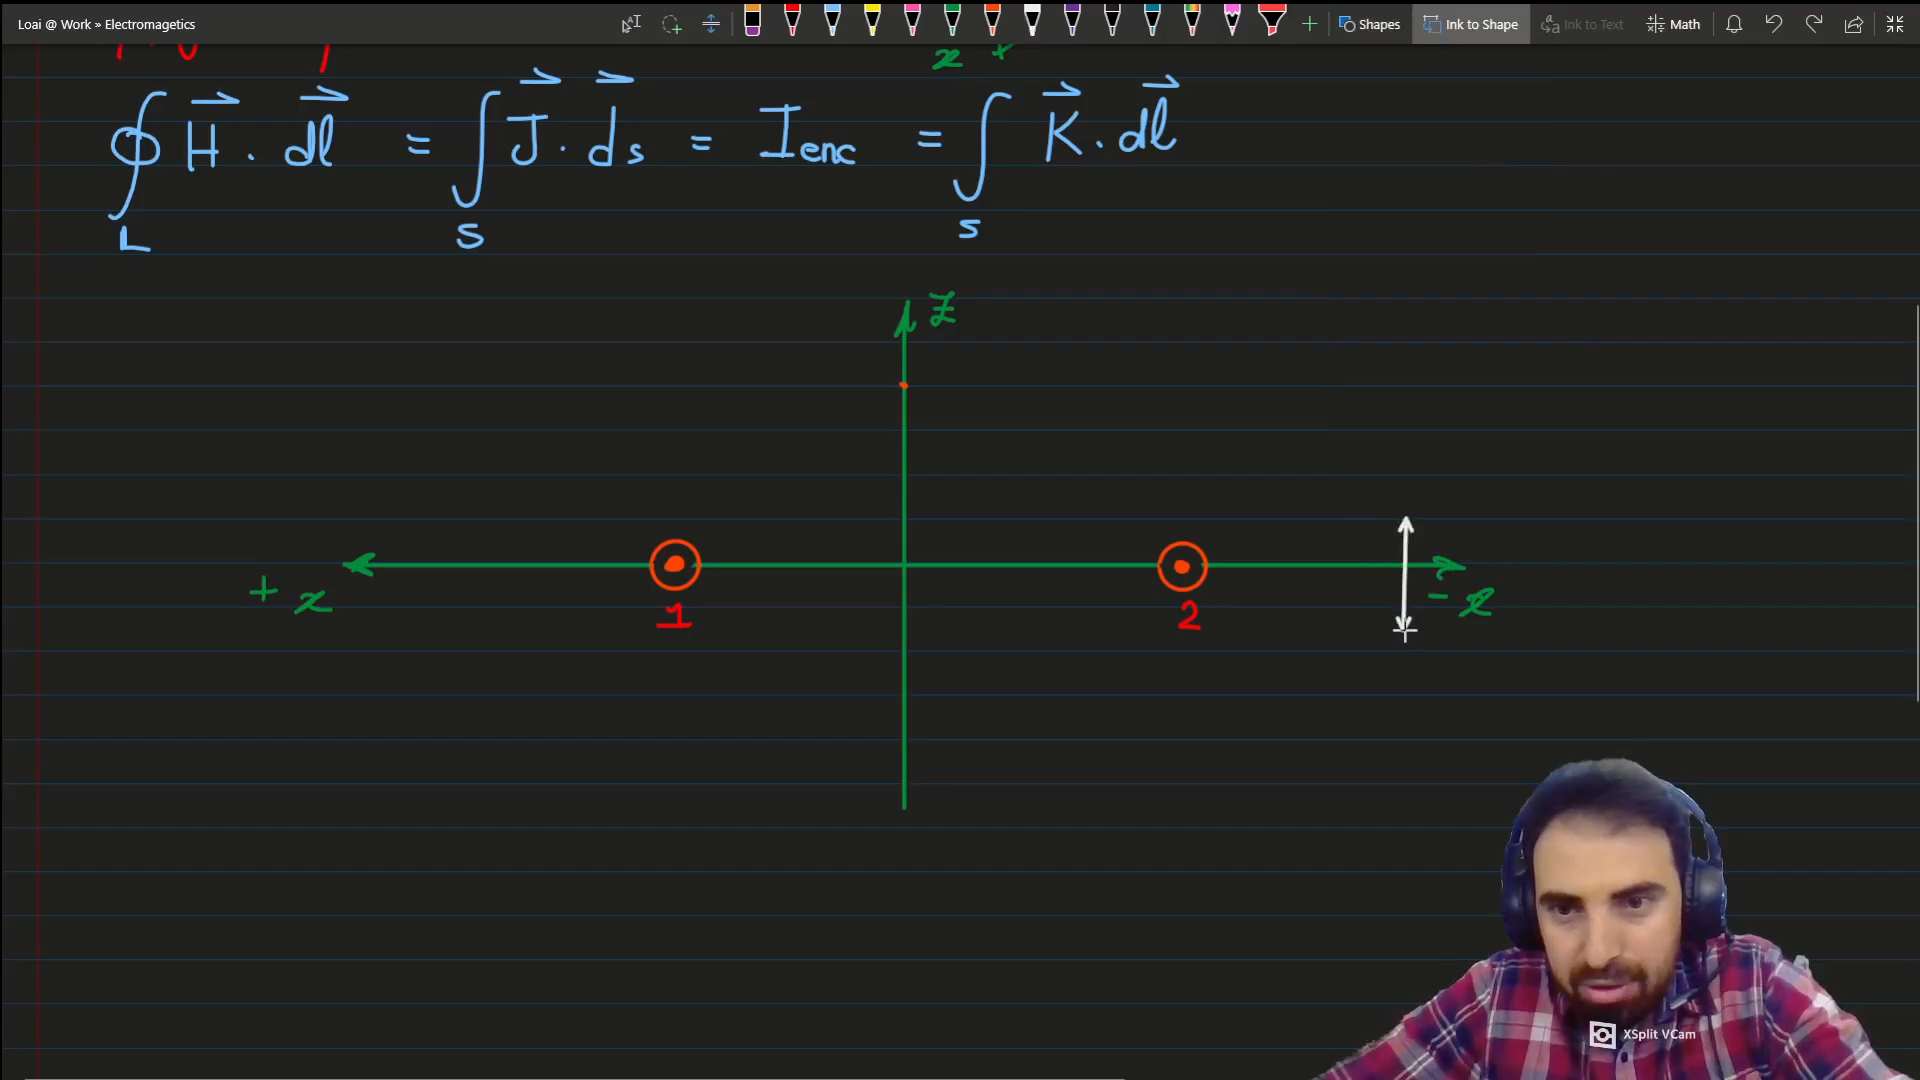 Loai @ Work » Electromagetics
Shapes
Ink to Shape
Ink to Text
Math
x +
∮ H⃗ . dl⃗ = ∫ J⃗ . ds⃗ = Ienc = ∫ K⃗ . dl⃗
L S S
Z
+ x
- x
1
2
XSplit VCam